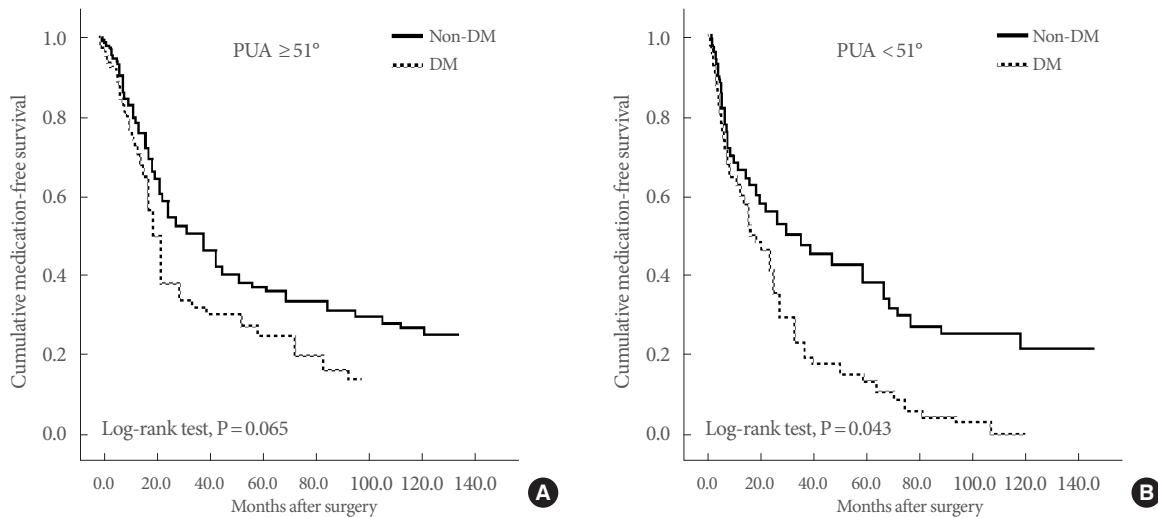 PUA ≥51°
Non-DM
DM
Cumulative medication-free survival
1.0
0.8
0.6
0.4
0.2
0.0
Log-rank test, P=0.065
0.0 20.0 40.0 60.0 80.0 100.0 120.0 140.0
Months after surgery
A
PUA <51°
Non-DM
DM
Cumulative medication-free survival
1.0
0.8
0.6
0.4
0.2
0.0
Log-rank test, P=0.043
0.0 20.0 40.0 60.0 80.0 100.0 120.0 140.0
Months after surgery
B